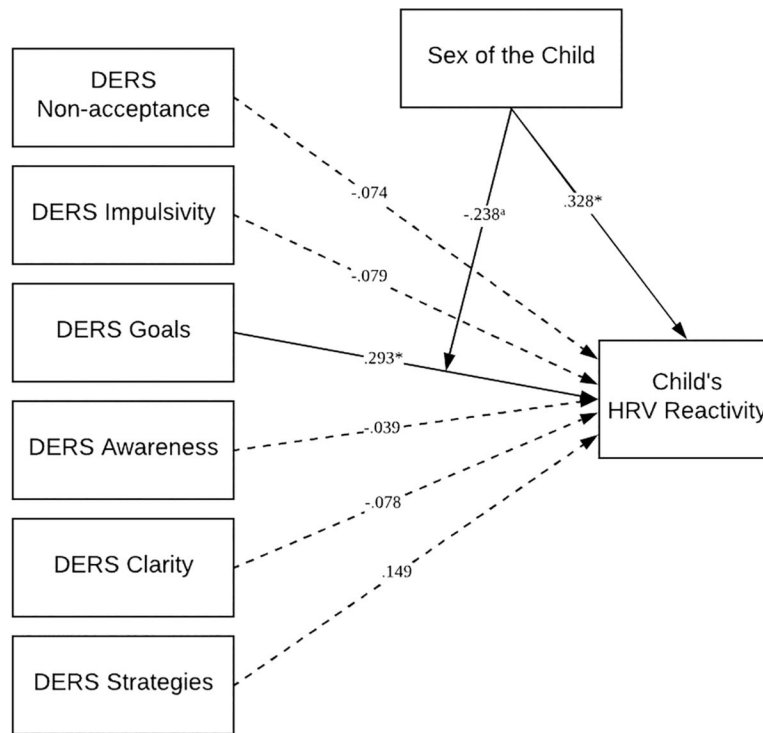 Sex of the Child
DERS
Non-acceptance
-.074
DERS Impulsivity
-.238ᵃ
.328*
-.079
DERS Goals
.293*
Child's
HRV Reactivity
DERS Awareness
-.039
-.078
DERS Clarity
.149
DERS Strategies